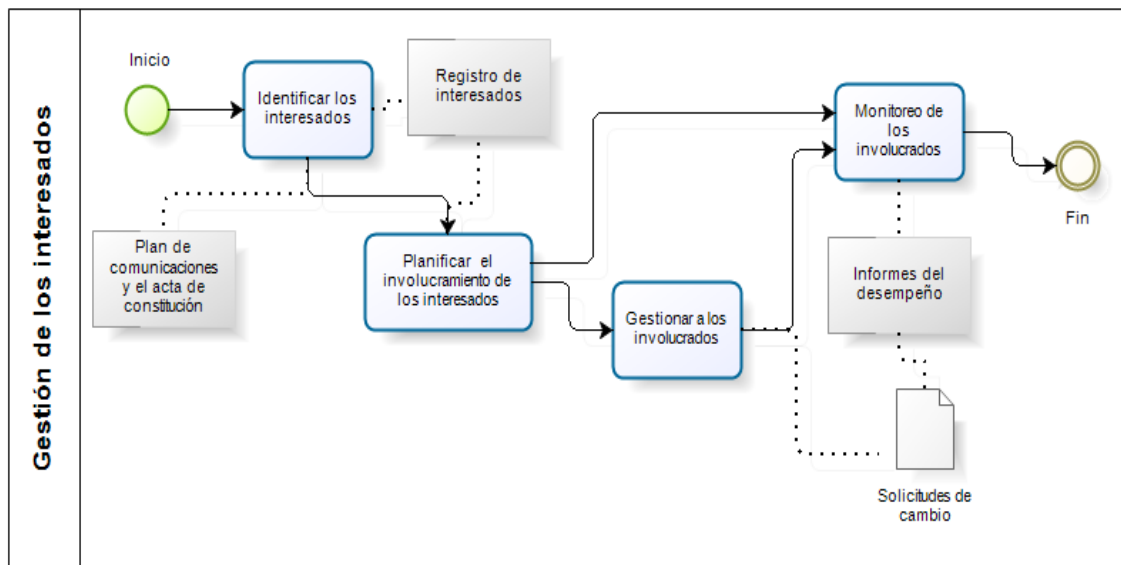 Gestión de los interesados
Inicio
Identificar los
interesados
Registro de
interesados
Plan de
comunicaciones
y el acta de
constitución
Planificar el
involucramiento de
los interesados
Gestionar a los
involucrados
Monitoreo de
los
involucrados
Fin
Informes del
desempeño
Solicitudes de
cambio